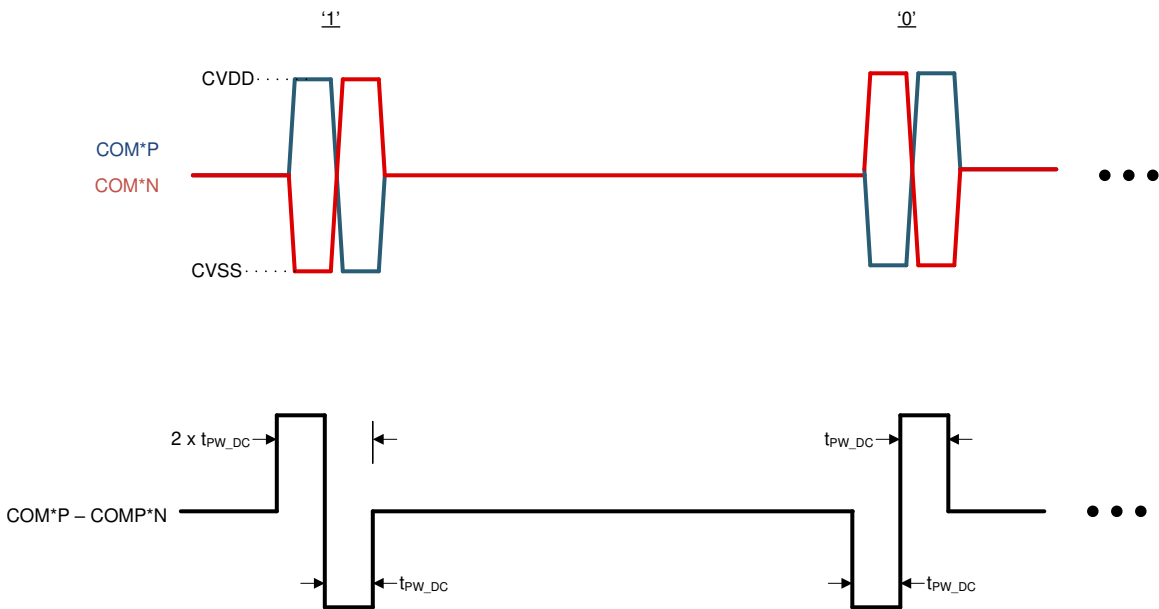 ‘1’
‘0’
CVDD
COM*P
COM*N
CVSS
2 x tPW_DC
tPW_DC
COM*P – COMP*N
tPW_DC
tPW_DC